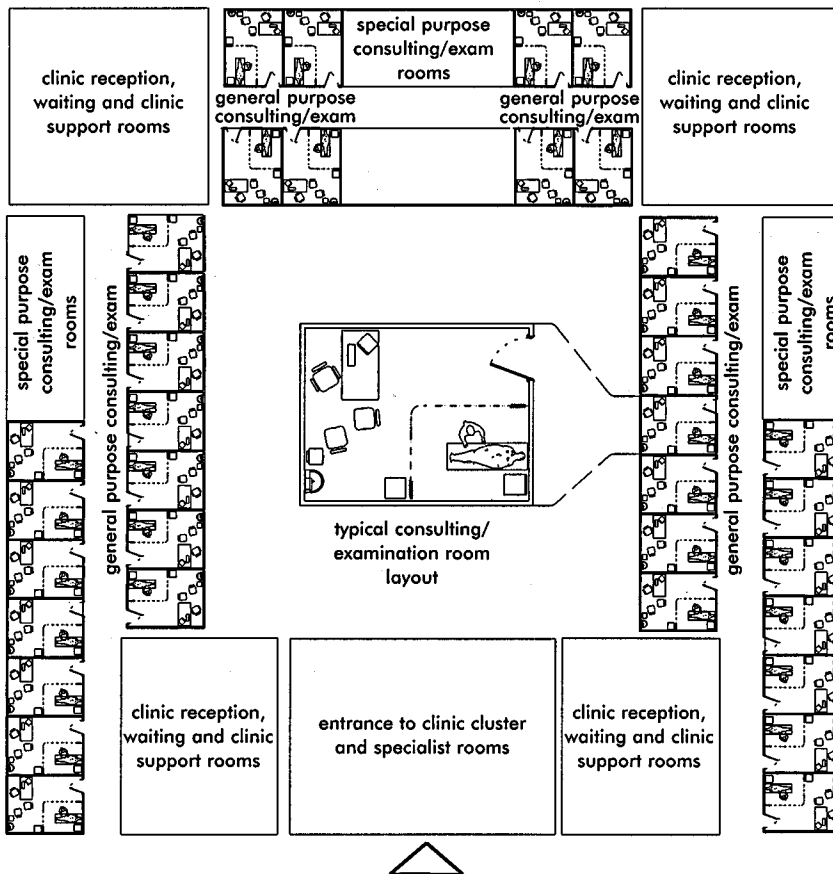 clinic reception,
waiting and clinic
support rooms
special purpose
consulting/exam
rooms
clinic reception,
waiting and clinic
support rooms
general purpose
consulting/exam
general purpose
consulting/exam
special purpose
consulting/exam
rooms
general purpose consulting/exam
typical consulting/
examination room
layout
general purpose consulting/exam
special purpose
consulting/exam
rooms
clinic reception,
waiting and clinic
support rooms
entrance to clinic cluster
and specialist rooms
clinic reception,
waiting and clinic
support rooms